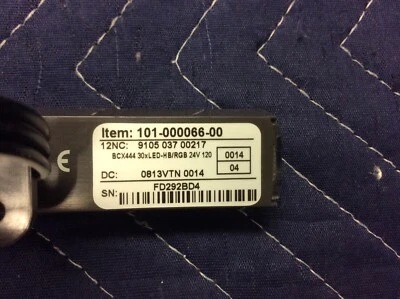 Item: 101-000066-00
12NC: 9105 037 00217
BCX444 30xLED-HB/RGB 24V 120
0014
04
DC: 0813VTN 0014
SN: FD292BD4
CE